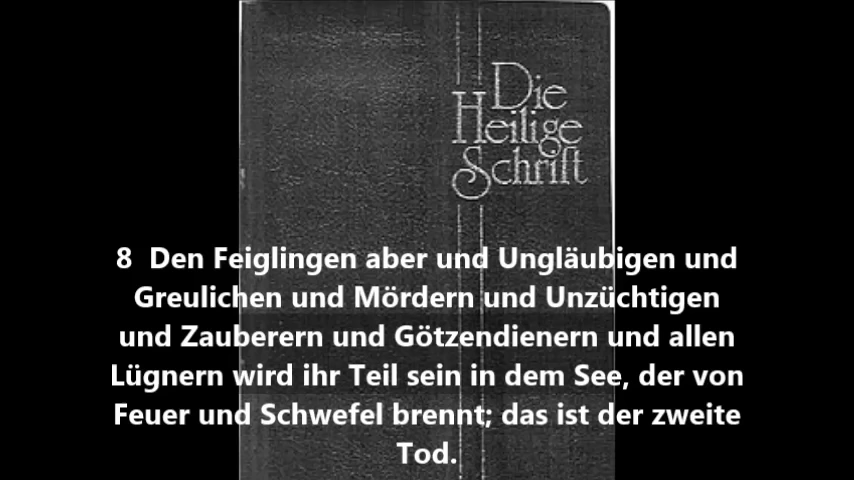 Die
Heilige
Schrift
8 Den Feiglingen aber und Ungläubigen und
Greulichen und Mördern und Unzüchtigen
und Zauberern und Götzendienern und allen
Lügnern wird ihr Teil sein in dem See, der von
Feuer und Schwefel brennt; das ist der zweite
Tod.